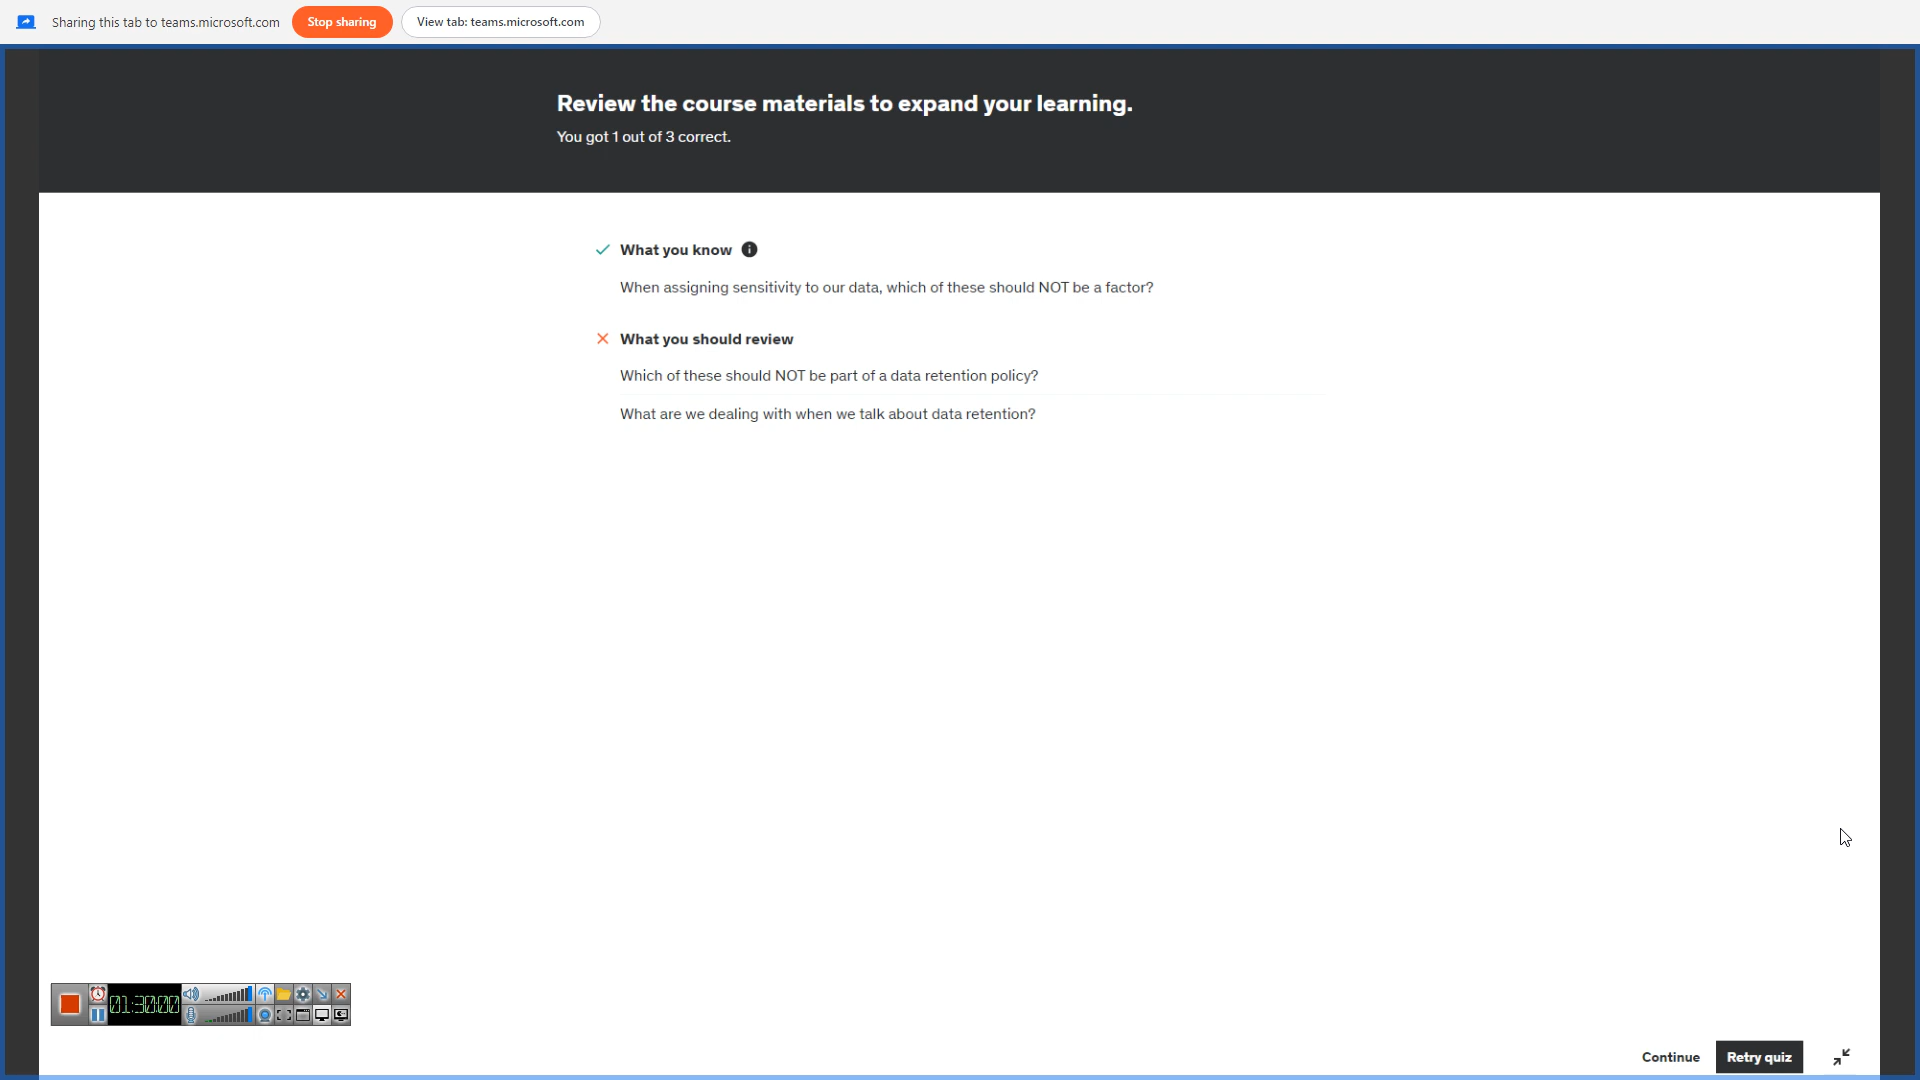 Sharing this tab to teams.microsoft.com
Stop sharing
View tab: teams.microsoft.com
Review the course materials to expand your learning.
You got 1 out of 3 correct.
What you know
When assigning sensitivity to our data, which of these should NOT be a factor?
What you should review
Which of these should NOT be part of a data retention policy?
What are we dealing with when we talk about data retention?
01:30:00
Continue
Retry quiz